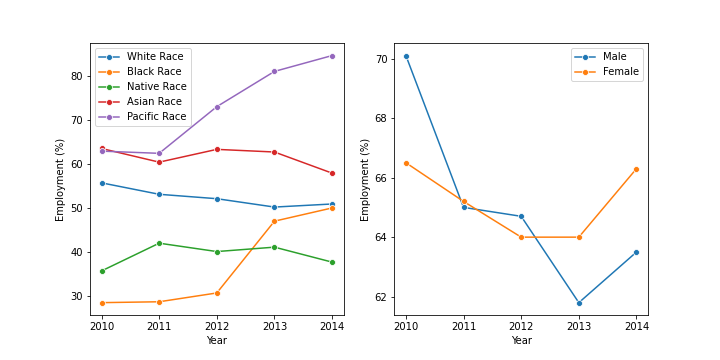 White Race
Black Race
Native Race
Asian Race
Pacific Race
80
70
60
50
40
30
Employment (%)
2010 2011 2012 2013 2014
Year
Male
Female
70
68
66
64
62
Employment (%)
2010 2011 2012 2013 2014
Year